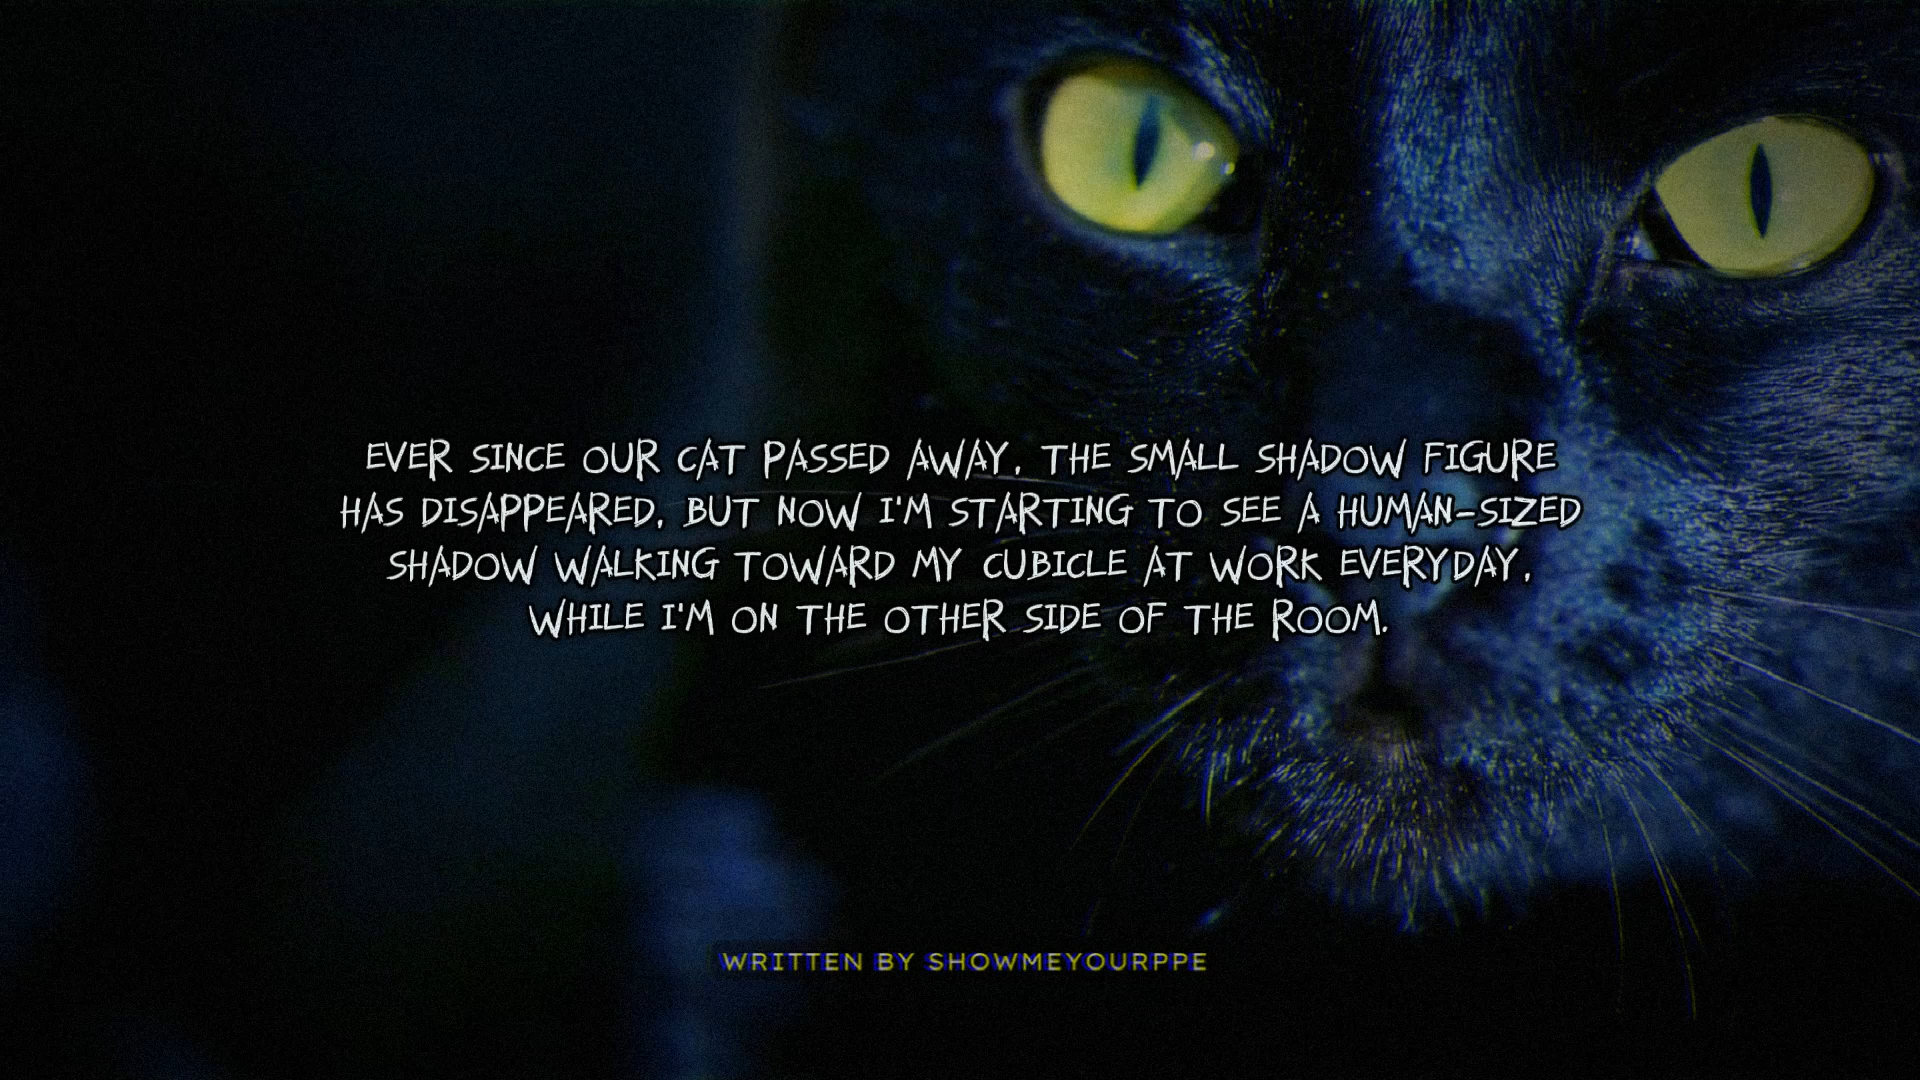 EVER SINCE OUR CAT PASSED AWAY, THE SMALL SHADOW FIGURE
HAS DISAPPEARED, BUT NOW I'M STARTING TO SEE A HUMAN-SIZED
SHADOW WALKING TOWARD MY CUBICLE AT WORK EVERYDAY,
WHILE I'M ON THE OTHER SIDE OF THE ROOM.
WRITTEN BY SHOWMEYOURPPE